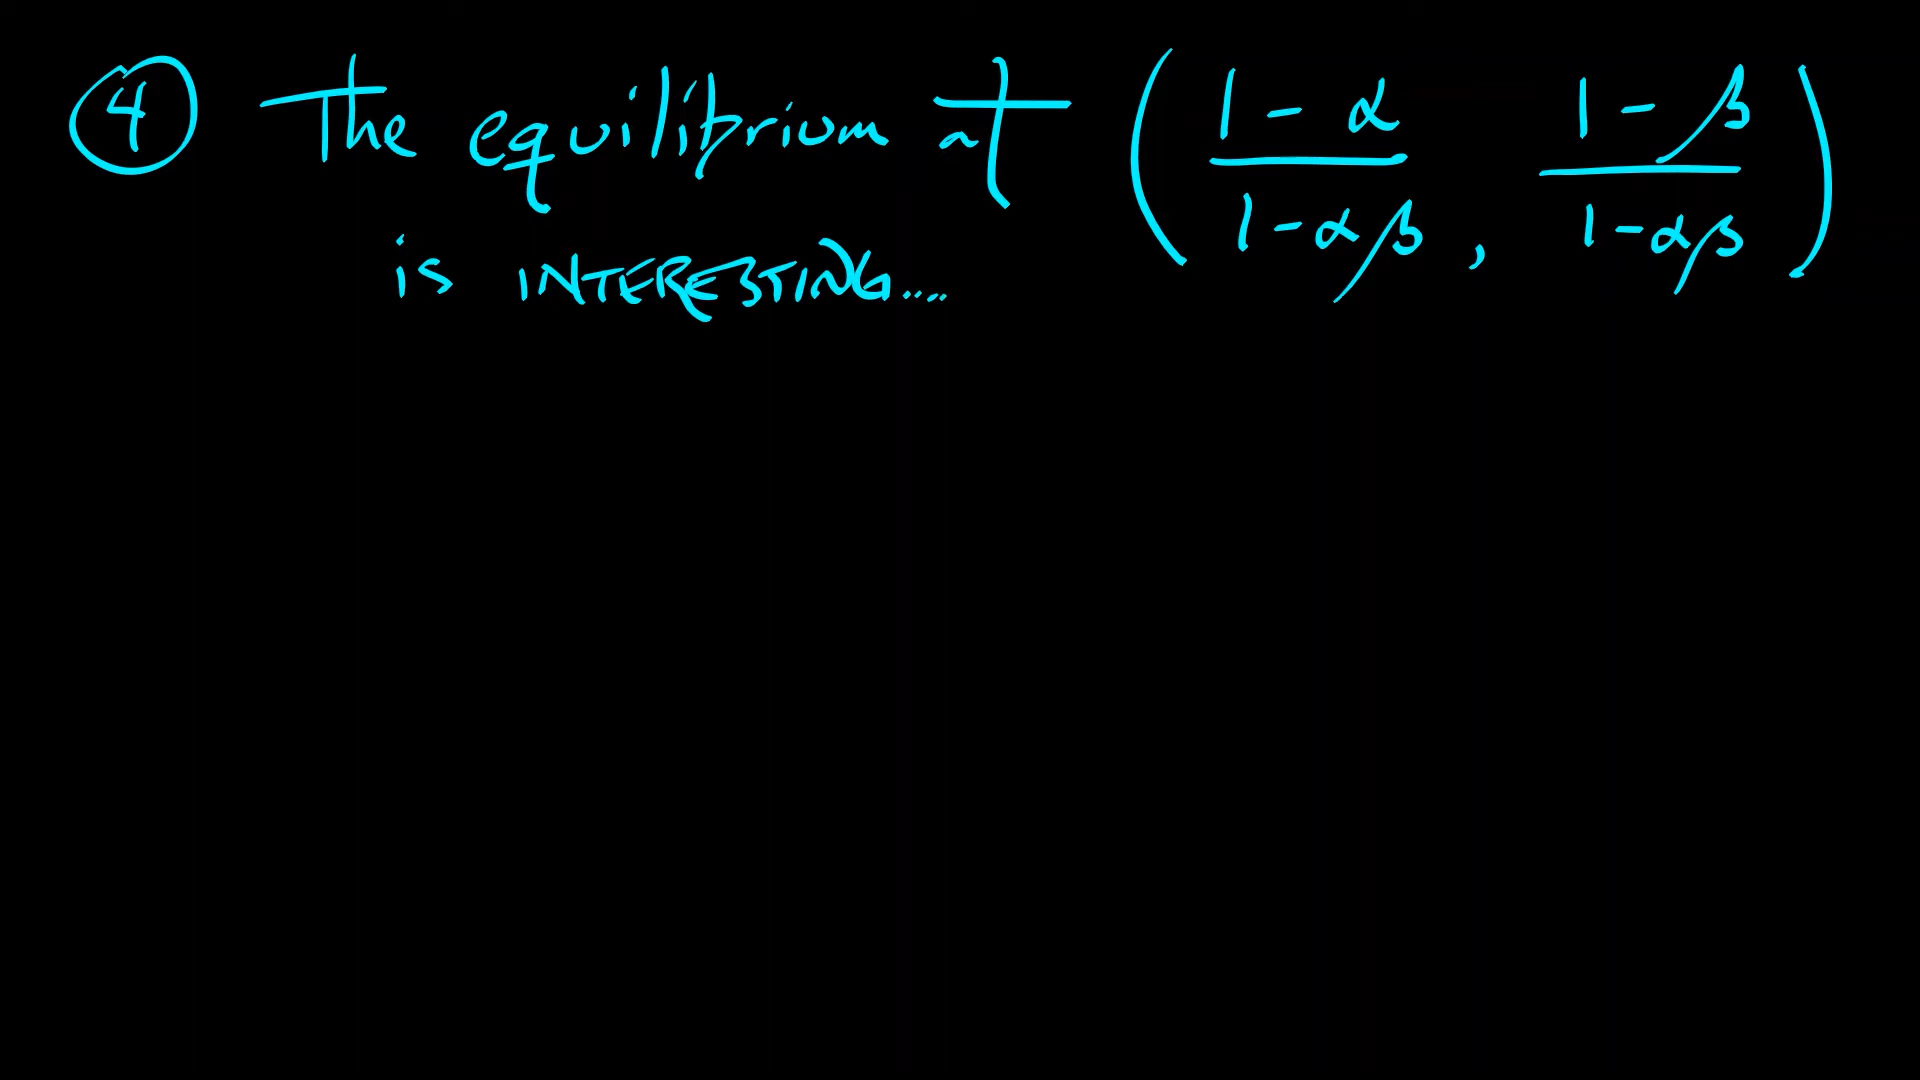 ④ The equilibrium at ( (1-α)/(1-αβ) , (1-β)/(1-αβ) )
is INTERESTING....